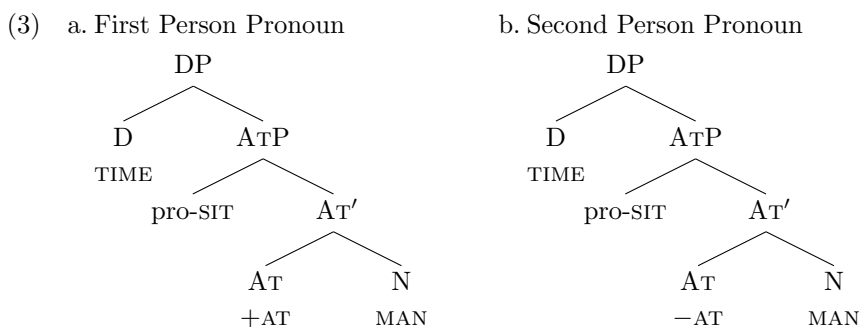 (3) a. First Person Pronoun b. Second Person Pronoun
DP DP
D AtP D AtP
TIME TIME
pro-SIT At′ pro-SIT At′
At N At N
+AT MAN −AT MAN